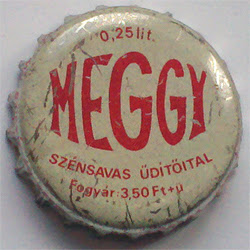 0,25 lit.
MEGGY
SZÉNSAVAS ÜDÍTŐITAL
Fogyár 3,50 Ft+ü